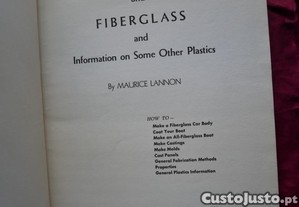 FIBERGLASS
and
Information on Some Other Plastics
By MAURICE LANNON
HOW TO—
Make a Fiberglass Car Body
Coat Your Boat
Make an All-Fiberglass Boat
Make Castings
Make Molds
Cast Panels
General Fabrication Methods
Properties
General Plastics Information
CustoJusto.pt